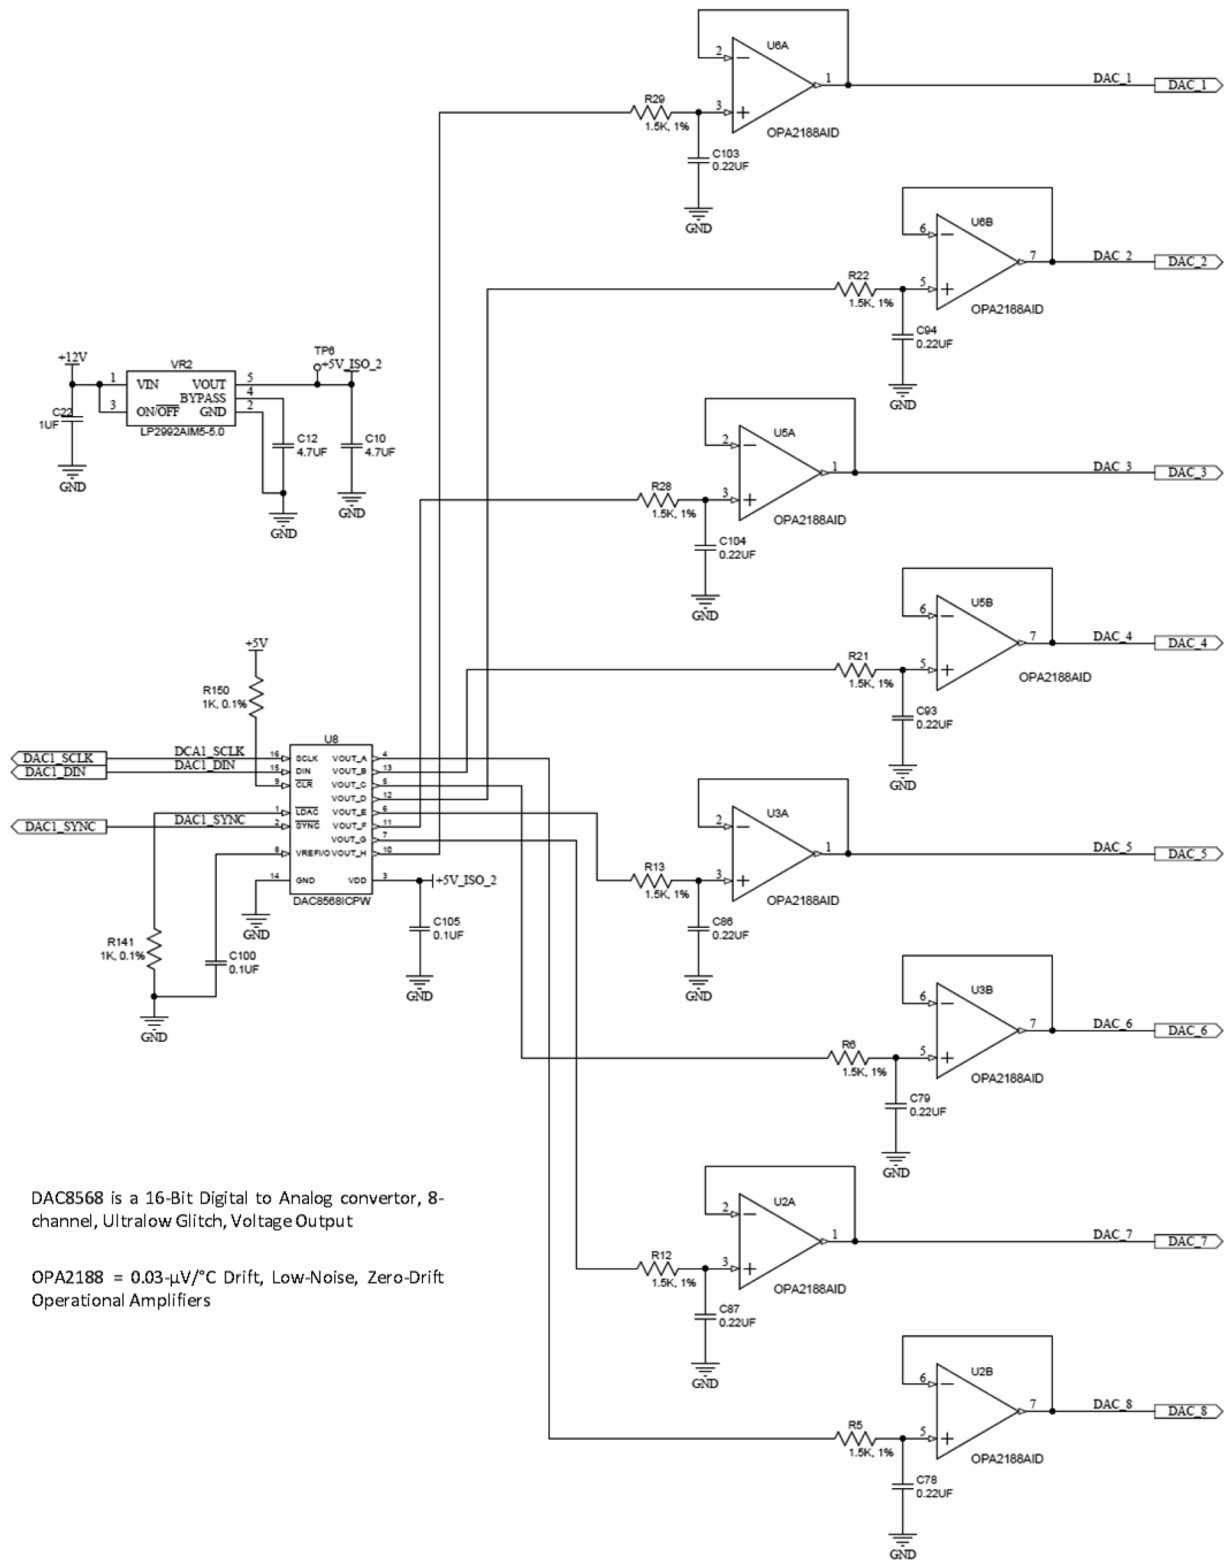 U6A
2
1
DAC_1
DAC_1
R29
3
1.5K, 1%
OPA2188AID
C103
0.22UF
GND
6
U6B
7
DAC_2
DAC_2
R22
5
1.5K, 1%
OPA2188AID
C94
0.22UF
GND
+12V
VR2
TP6
+5V_ISO_2
1
VIN
VOUT
5
BYPASS
4
3
ON/OFF
GND
2
C22
1UF
LP2992AIM5-5.0
C12
4.7UF
C10
4.7UF
GND
GND
GND
U5A
2
1
DAC_3
DAC_3
R28
3
1.5K, 1%
OPA2188AID
C104
0.22UF
GND
6
U5B
7
DAC_4
DAC_4
R21
5
1.5K, 1%
OPA2188AID
C93
0.22UF
GND
+5V
R150
1K, 0.1%
U8
DAC1_SCLK
DCA1_SCLK
16
SCLK
VOUT_A
4
DAC1_DIN
DAC1_DIN
15
DIN
VOUT_B
13
9
CLR
VOUT_C
5
VOUT_D
12
1
LDAC
VOUT_E
6
DAC1_SYNC
DAC1_SYNC
2
SYNC
VOUT_F
11
VOUT_G
7
8
VREFI/O
VOUT_H
10
14
GND
VDD
3
+5V_ISO_2
DAC8568ICPW
GND
C105
0.1UF
GND
R141
1K, 0.1%
C100
0.1UF
GND
2
U3A
1
DAC_5
DAC_5
R13
3
1.5K, 1%
OPA2188AID
C86
0.22UF
GND
6
U3B
7
DAC_6
DAC_6
R6
5
1.5K, 1%
OPA2188AID
C79
0.22UF
GND
DAC8568 is a 16-Bit Digital to Analog convertor, 8-
channel, Ultralow Glitch, Voltage Output
OPA2188 = 0.03-μV/°C Drift, Low-Noise, Zero-Drift
Operational Amplifiers
2
U2A
1
DAC_7
DAC_7
R12
3
1.5K, 1%
OPA2188AID
C87
0.22UF
GND
6
U2B
7
DAC_8
DAC_8
R5
5
1.5K, 1%
OPA2188AID
C78
0.22UF
GND